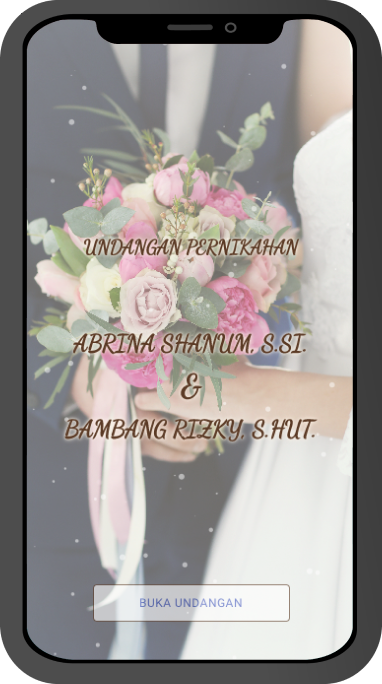 UNDANGAN PERNIKAHAN
ABRINA SHANUM, S.SI.
&
BAMBANG RIZKY, S.HUT.
BUKA UNDANGAN